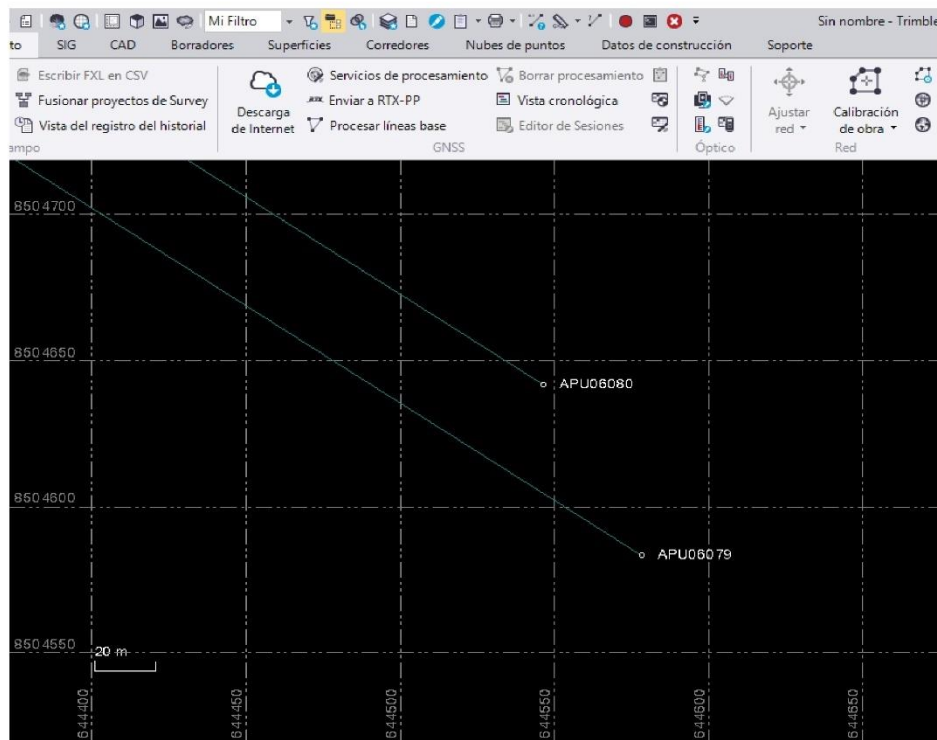 Mi Filtro
Sin nombre - Trimble
to SIG CAD Borradores Superficies Corredores Nubes de puntos Datos de construcción Soporte
Escribir FXL en CSV
Fusionar proyectos de Survey
Vista del registro del historial
ampo
Descarga
de Internet
Servicios de procesamiento
Enviar a RTX-PP
Procesar líneas base
Borrar procesamiento
Vista cronológica
Editor de Sesiones
GNSS
Óptico
Ajustar
red
Calibración
de obra
Red
8504700
8504650
APU06080
8504600
APU06079
8504550
20 m
644400
644450
644500
644550
644600
644650